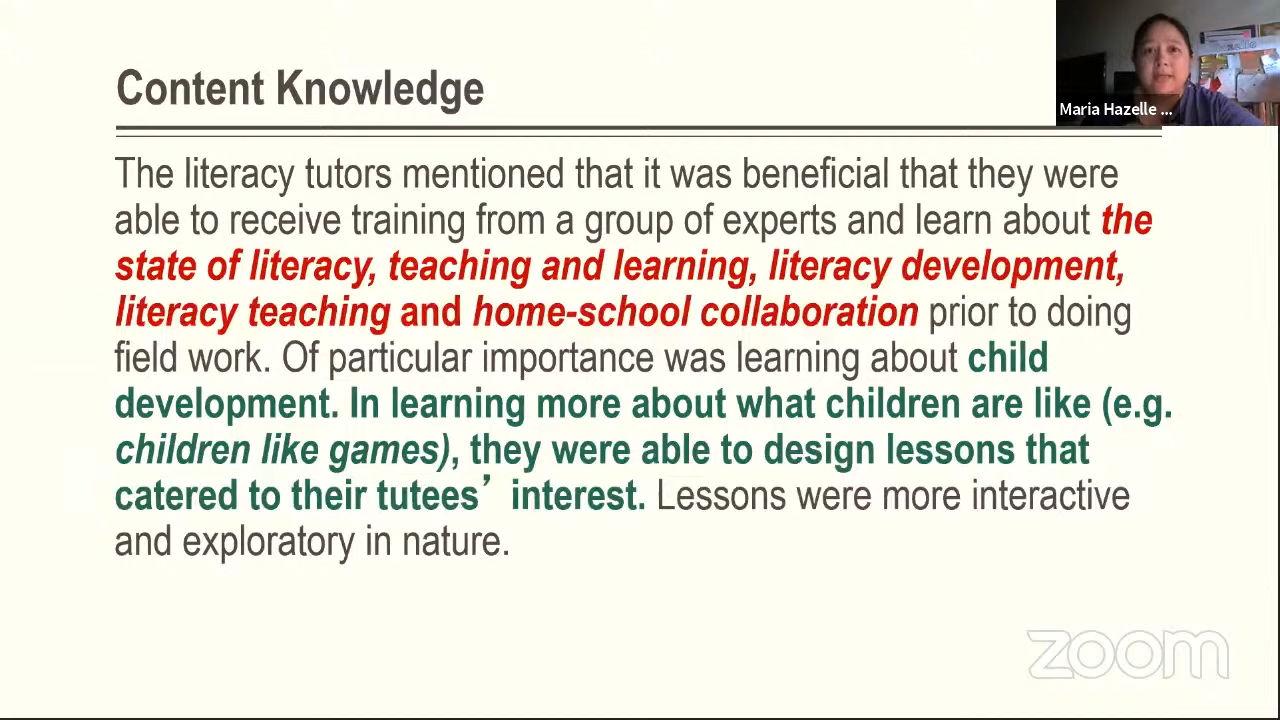 Content Knowledge
Maria Hazelle ...
The literacy tutors mentioned that it was beneficial that they were
able to receive training from a group of experts and learn about the
state of literacy, teaching and learning, literacy development,
literacy teaching and home-school collaboration prior to doing
field work. Of particular importance was learning about child
development. In learning more about what children are like (e.g.
children like games), they were able to design lessons that
catered to their tutees’ interest. Lessons were more interactive
and exploratory in nature.
zoom